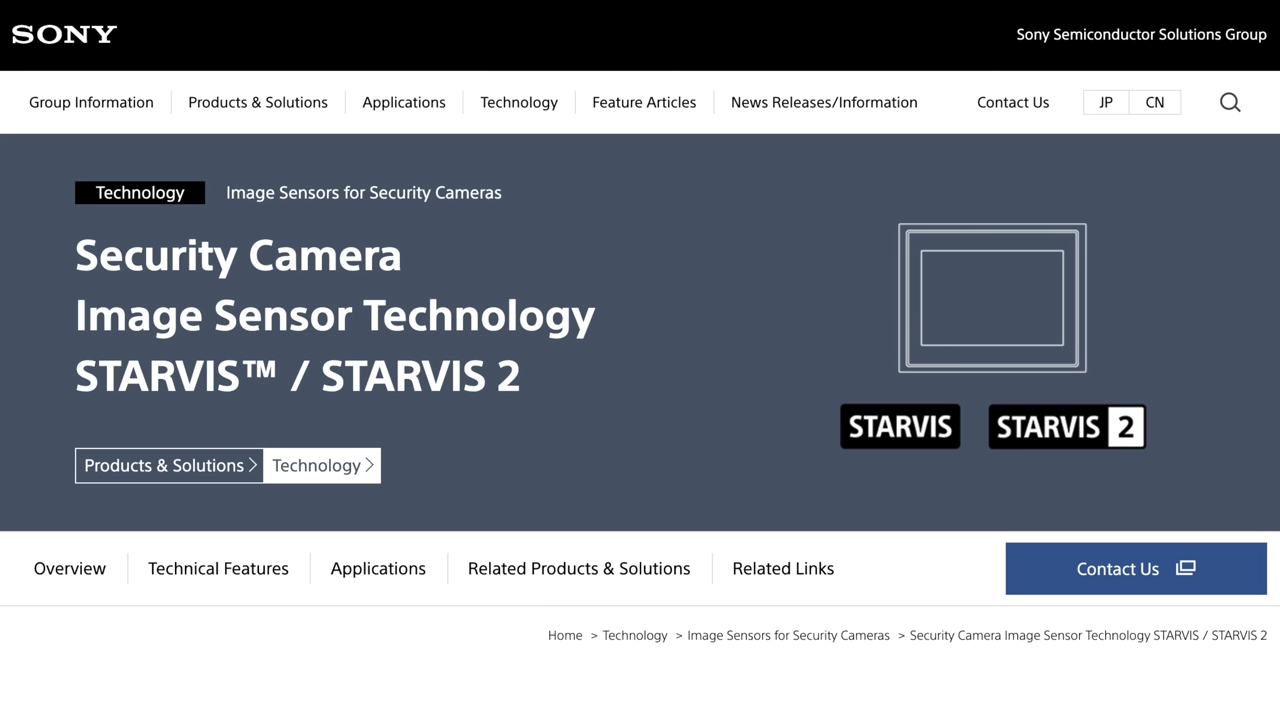 SONY
Sony Semiconductor Solutions Group
Group Information
Products & Solutions
Applications
Technology
Feature Articles
News Releases/Information
Contact Us
JP
CN
Technology
Image Sensors for Security Cameras
Security Camera
Image Sensor Technology
STARVIS™ / STARVIS 2
STARVIS
STARVIS 2
Products & Solutions
Technology
Overview
Technical Features
Applications
Related Products & Solutions
Related Links
Contact Us
Home > Technology > Image Sensors for Security Cameras > Security Camera Image Sensor Technology STARVIS / STARVIS 2